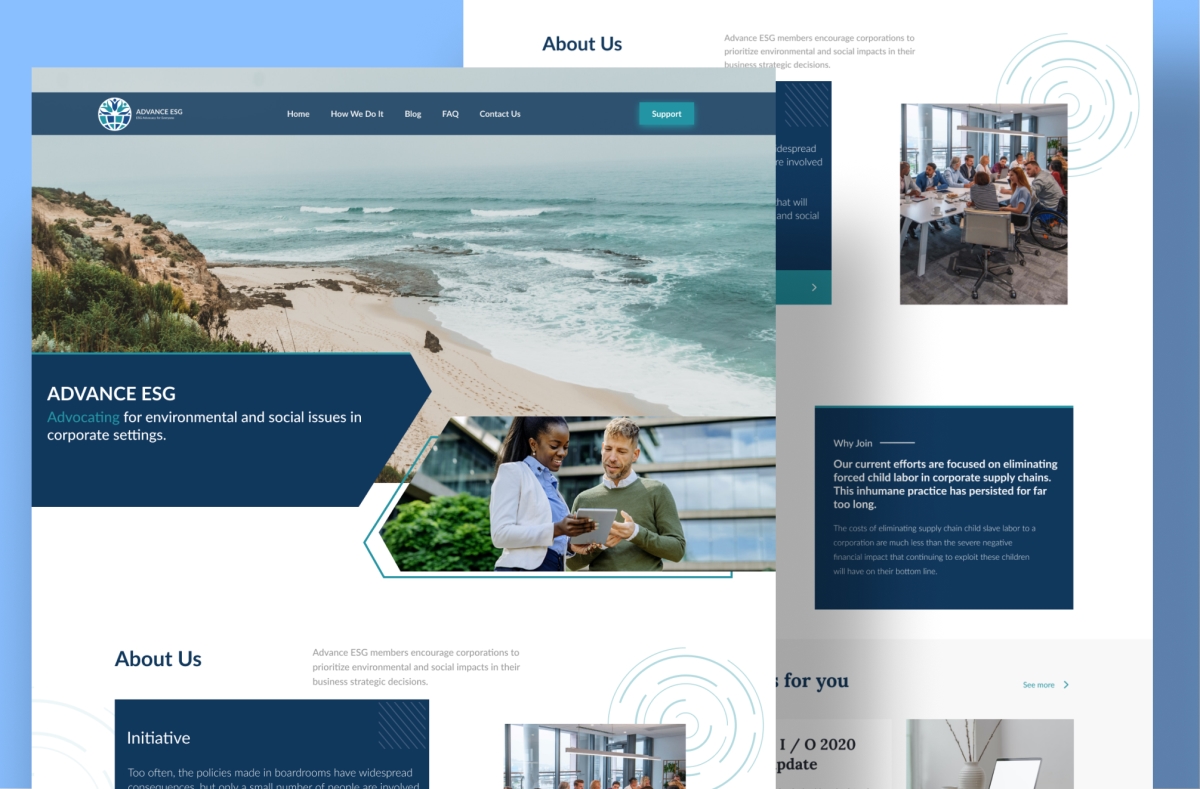 About Us
Advance ESG members encourage corporations to
prioritize environmental and social impacts in their
business strategic decisions.
ADVANCE ESG
Home
How We Do It
Blog
FAQ
Contact Us
Support
despread
re involved
hat will
and social
ADVANCE ESG
Advocating for environmental and social issues in
corporate settings.
Why Join
Our current efforts are focused on eliminating
forced child labor in corporate supply chains.
This inhumane practice has persisted for far
too long.
The costs of eliminating supply chain child slave labor to a
corporation are much less than the severe negative
financial impact that continuing to exploit these children
will have on their bottom line.
About Us
Advance ESG members encourage corporations to
prioritize environmental and social impacts in their
business strategic decisions.
Initiative
Too often, the policies made in boardrooms have widespread
consequences, but only a small number of people are involved
s for you
See more
I / O 2020
pdate